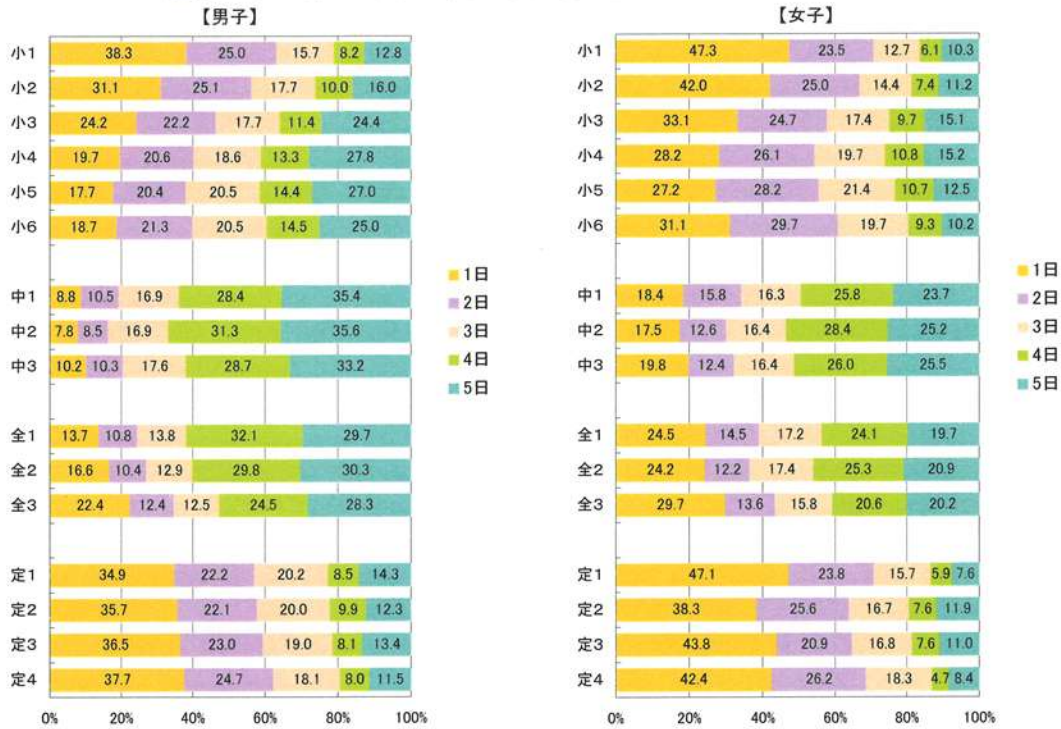 【男子】
小1 38.3 25.0 15.7 8.2 12.8
小2 31.1 25.1 17.7 10.0 16.0
小3 24.2 22.2 17.7 11.4 24.4
小4 19.7 20.6 18.6 13.3 27.8
小5 17.7 20.4 20.5 14.4 27.0
小6 18.7 21.3 20.5 14.5 25.0
中1 8.8 10.5 16.9 28.4 35.4
中2 7.8 8.5 16.9 31.3 35.6
中3 10.2 10.3 17.6 28.7 33.2
全1 13.7 10.8 13.8 32.1 29.7
全2 16.6 10.4 12.9 29.8 30.3
全3 22.4 12.4 12.5 24.5 28.3
定1 34.9 22.2 20.2 8.5 14.3
定2 35.7 22.1 20.0 9.9 12.3
定3 36.5 23.0 19.0 8.1 13.4
定4 37.7 24.7 18.1 8.0 11.5
0% 20% 40% 60% 80% 100%
1日
2日
3日
4日
5日
【女子】
小1 47.3 23.5 12.7 6.1 10.3
小2 42.0 25.0 14.4 7.4 11.2
小3 33.1 24.7 17.4 9.7 15.1
小4 28.2 26.1 19.7 10.8 15.2
小5 27.2 28.2 21.4 10.7 12.5
小6 31.1 29.7 19.7 9.3 10.2
中1 18.4 15.8 16.3 25.8 23.7
中2 17.5 12.6 16.4 28.4 25.2
中3 19.8 12.4 16.4 26.0 25.5
全1 24.5 14.5 17.2 24.1 19.7
全2 24.2 12.2 17.4 25.3 20.9
全3 29.7 13.6 15.8 20.6 20.2
定1 47.1 23.8 15.7 5.9 7.6
定2 38.3 25.6 16.7 7.6 11.9
定3 43.8 20.9 16.8 7.6 11.0
定4 42.4 26.2 18.3 4.7 8.4
0% 20% 40% 60% 80% 100%
1日
2日
3日
4日
5日